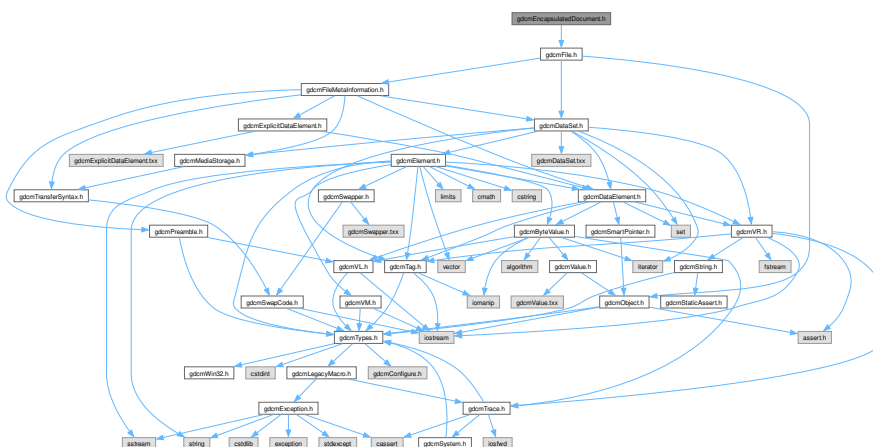 gdcmEncapsulatedDocument.h
gdcmFile.h
gdcmFileMetaInformation.h
gdcmExplicitDataElement.h
gdcmDataSet.h
gdcmExplicitDataElement.txx
gdcmMediaStorage.h
gdcmElement.h
gdcmDataSet.txx
gdcmTransferSyntax.h
gdcmSwapper.h
limits
cmath
cstring
gdcmDataElement.h
gdcmPreamble.h
gdcmSwapper.txx
gdcmByteValue.h
gdcmSmartPointer.h
set
gdcmVR.h
gdcmVL.h
gdcmTag.h
vector
algorithm
gdcmValue.h
iterator
gdcmString.h
fstream
gdcmSwapCode.h
gdcmVM.h
iomanip
gdcmValue.txx
gdcmObject.h
gdcmStaticAssert.h
gdcmTypes.h
iostream
assert.h
gdcmWin32.h
cstdint
gdcmLegacyMacro.h
gdcmConfigure.h
gdcmException.h
gdcmTrace.h
sstream
string
cstdlib
exception
stdexcept
cassert
gdcmSystem.h
iosfwd